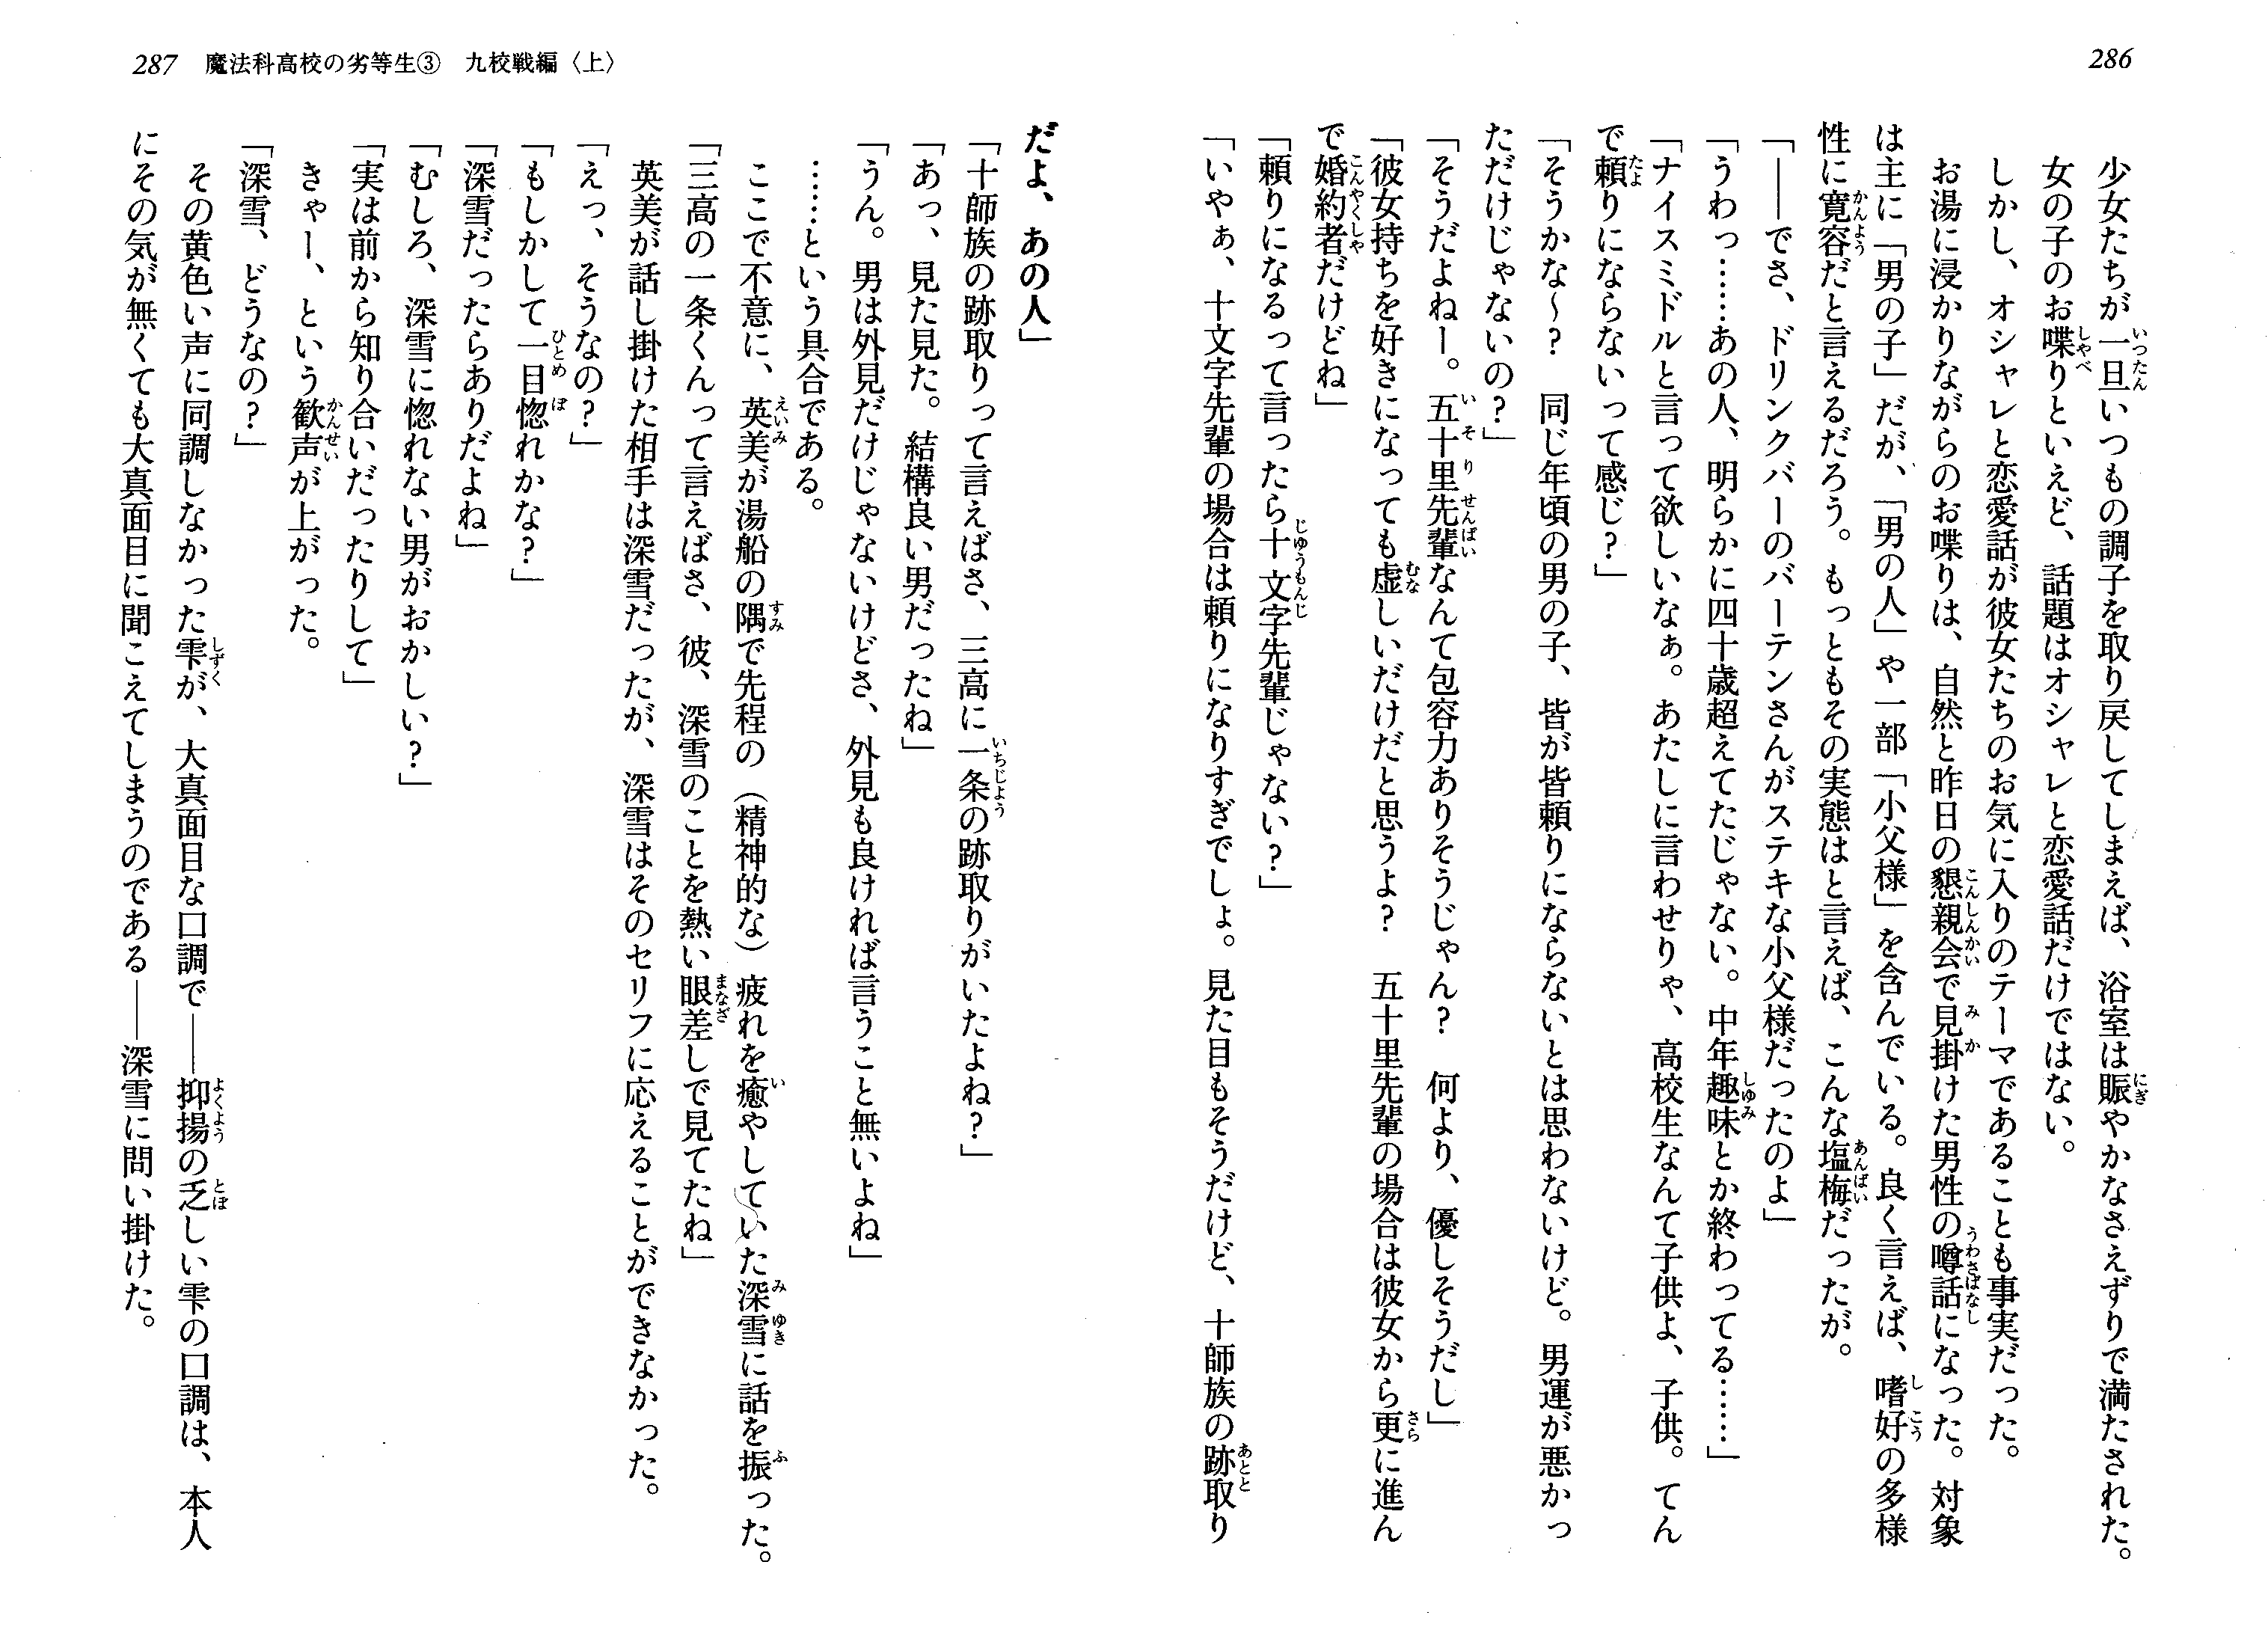 286
少女たちが一旦いつもの調子を取り戻してしまえば、浴室は賑やかなさえずりで満たされた。
女の子のお喋りといえど、話題はオシャレと恋愛話だけではない。
しかし、オシャレと恋愛話が彼女たちのお気に入りのテーマであることも事実だった。
お湯に浸かりながらのお喋りは、自然と昨日の懇親会で見掛けた男性の噂話になった。対象
は主に「男の子」だが、「男の人」や一部「小父様」を含んでいる。良く言えば、嗜好の多様
性に寛容だと言えるだろう。もっともその実態はと言えば、こんな塩梅だったが。
「――でさ、ドリンクバーのバーテンさんがステキな小父様だったのよ」
「うわっ……あの人、明らかに四十歳超えてたじゃない。中年趣味とか終わってる……」
「ナイスミドルと言って欲しいなぁ。あたしに言わせりゃ、高校生なんて子供よ、子供。てん
で頼りにならないって感じ？」
「そうかな～？　同じ年頃の男の子、皆が皆頼りにならないとは思わないけど。男運が悪かっ
ただけじゃないの？」
「そうだよねー。五十里先輩なんて包容力ありそうじゃん？　何より、優しそうだし」
「彼女持ちを好きになっても虚しいだけだと思うよ？　五十里先輩の場合は彼女から更に進ん
で婚約者だけどね」
「頼りになるって言ったら十文字先輩じゃない？」
「いやぁ、十文字先輩の場合は頼りになりすぎでしょ。見た目もそうだけど、十師族の跡取り
287　魔法科高校の劣等生③　九校戦編〈上〉
だよ、あの人」
「十師族の跡取りって言えばさ、三高に一条の跡取りがいたよね？」
「あっ、見た見た。結構良い男だったね」
「うん。男は外見だけじゃないけどさ、外見も良ければ言うこと無いよね」
……という具合である。
ここで不意に、英美が湯船の隅で先程の（精神的な）疲れを癒やしていた深雪に話を振った。
「三高の一条くんって言えばさ、彼、深雪のことを熱い眼差しで見てたね」
英美が話し掛けた相手は深雪だったが、深雪はそのセリフに応えることができなかった。
「えっ、そうなの？」
「もしかして一目惚れかな？」
「深雪だったらありだよね」
「むしろ、深雪に惚れない男がおかしい？」
「実は前から知り合いだったりして」
きゃー、という歓声が上がった。
「深雪、どうなの？」
その黄色い声に同調しなかった雫が、大真面目な口調で――抑揚の乏しい雫の口調は、本人
にその気が無くても大真面目に聞こえてしまうのである――深雪に問い掛けた。